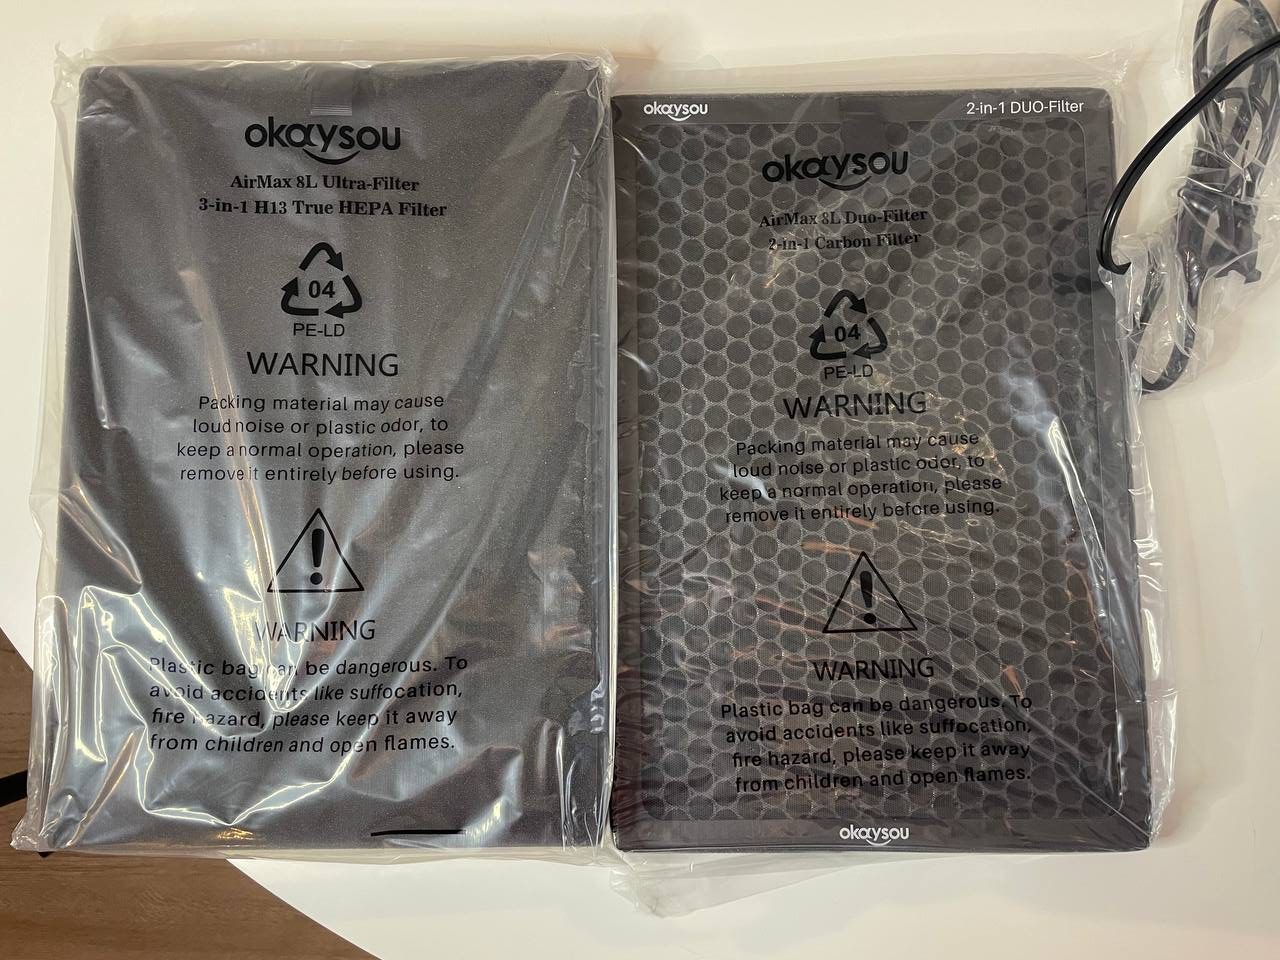 okaysou
AirMax 8L Ultra-Filter
3-in-1 H13 True HEPA Filter
04
PE-LD
WARNING
Packing material may cause
loud noise or plastic odor, to
keep a normal operation, please
remove it entirely before using.
WARNING
Plastic bag can be dangerous. To
avoid accidents like suffocation,
fire hazard, please keep it away
from children and open flames.
okaysou
2-in-1 DUO-Filter
okaysou
AirMax 8L Duo-Filter
2-in-1 Carbon Filter
04
PE-LD
WARNING
Packing material may cause
loud noise or plastic odor, to
keep a normal operation, please
remove it entirely before using.
WARNING
Plastic bag can be dangerous. To
avoid accidents like suffocation,
fire hazard, please keep it away
from children and open flames.
okaysou